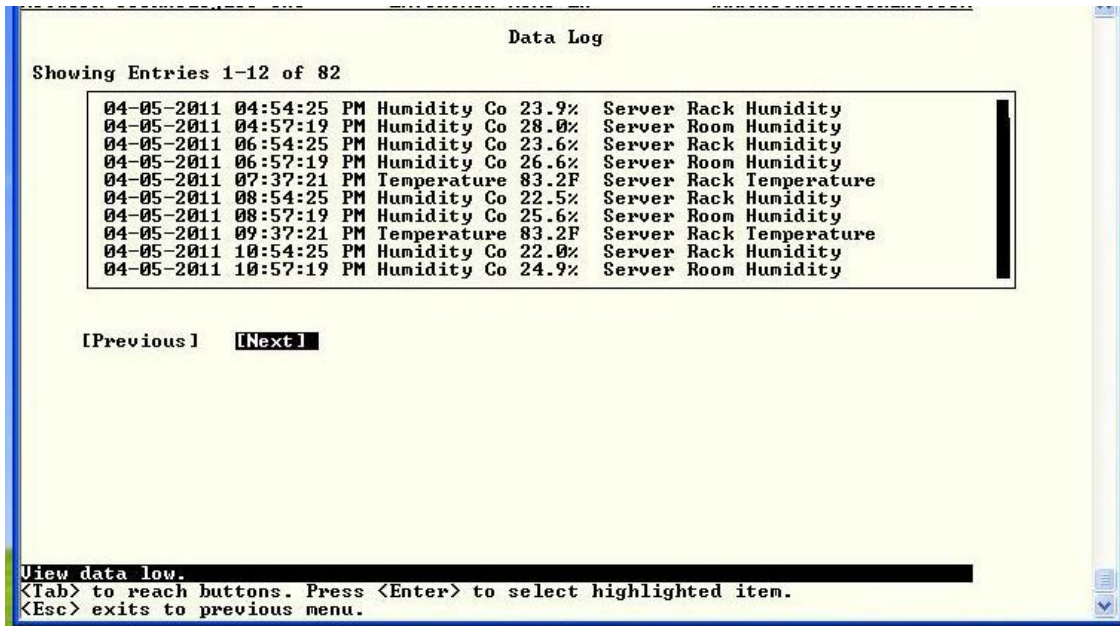 Data Log
Showing Entries 1-12 of 82
04-05-2011 04:54:25 PM Humidity Co 23.9% Server Rack Humidity
04-05-2011 04:57:19 PM Humidity Co 28.0% Server Room Humidity
04-05-2011 06:54:25 PM Humidity Co 23.6% Server Rack Humidity
04-05-2011 06:57:19 PM Humidity Co 26.6% Server Room Humidity
04-05-2011 07:37:21 PM Temperature 83.2F Server Rack Temperature
04-05-2011 08:54:25 PM Humidity Co 22.5% Server Rack Humidity
04-05-2011 08:57:19 PM Humidity Co 25.6% Server Room Humidity
04-05-2011 09:37:21 PM Temperature 83.2F Server Rack Temperature
04-05-2011 10:54:25 PM Humidity Co 22.0% Server Rack Humidity
04-05-2011 10:57:19 PM Humidity Co 24.9% Server Room Humidity
[Previous] [Next]
View data low.
<Tab> to reach buttons. Press <Enter> to select highlighted item.
<Esc> exits to previous menu.